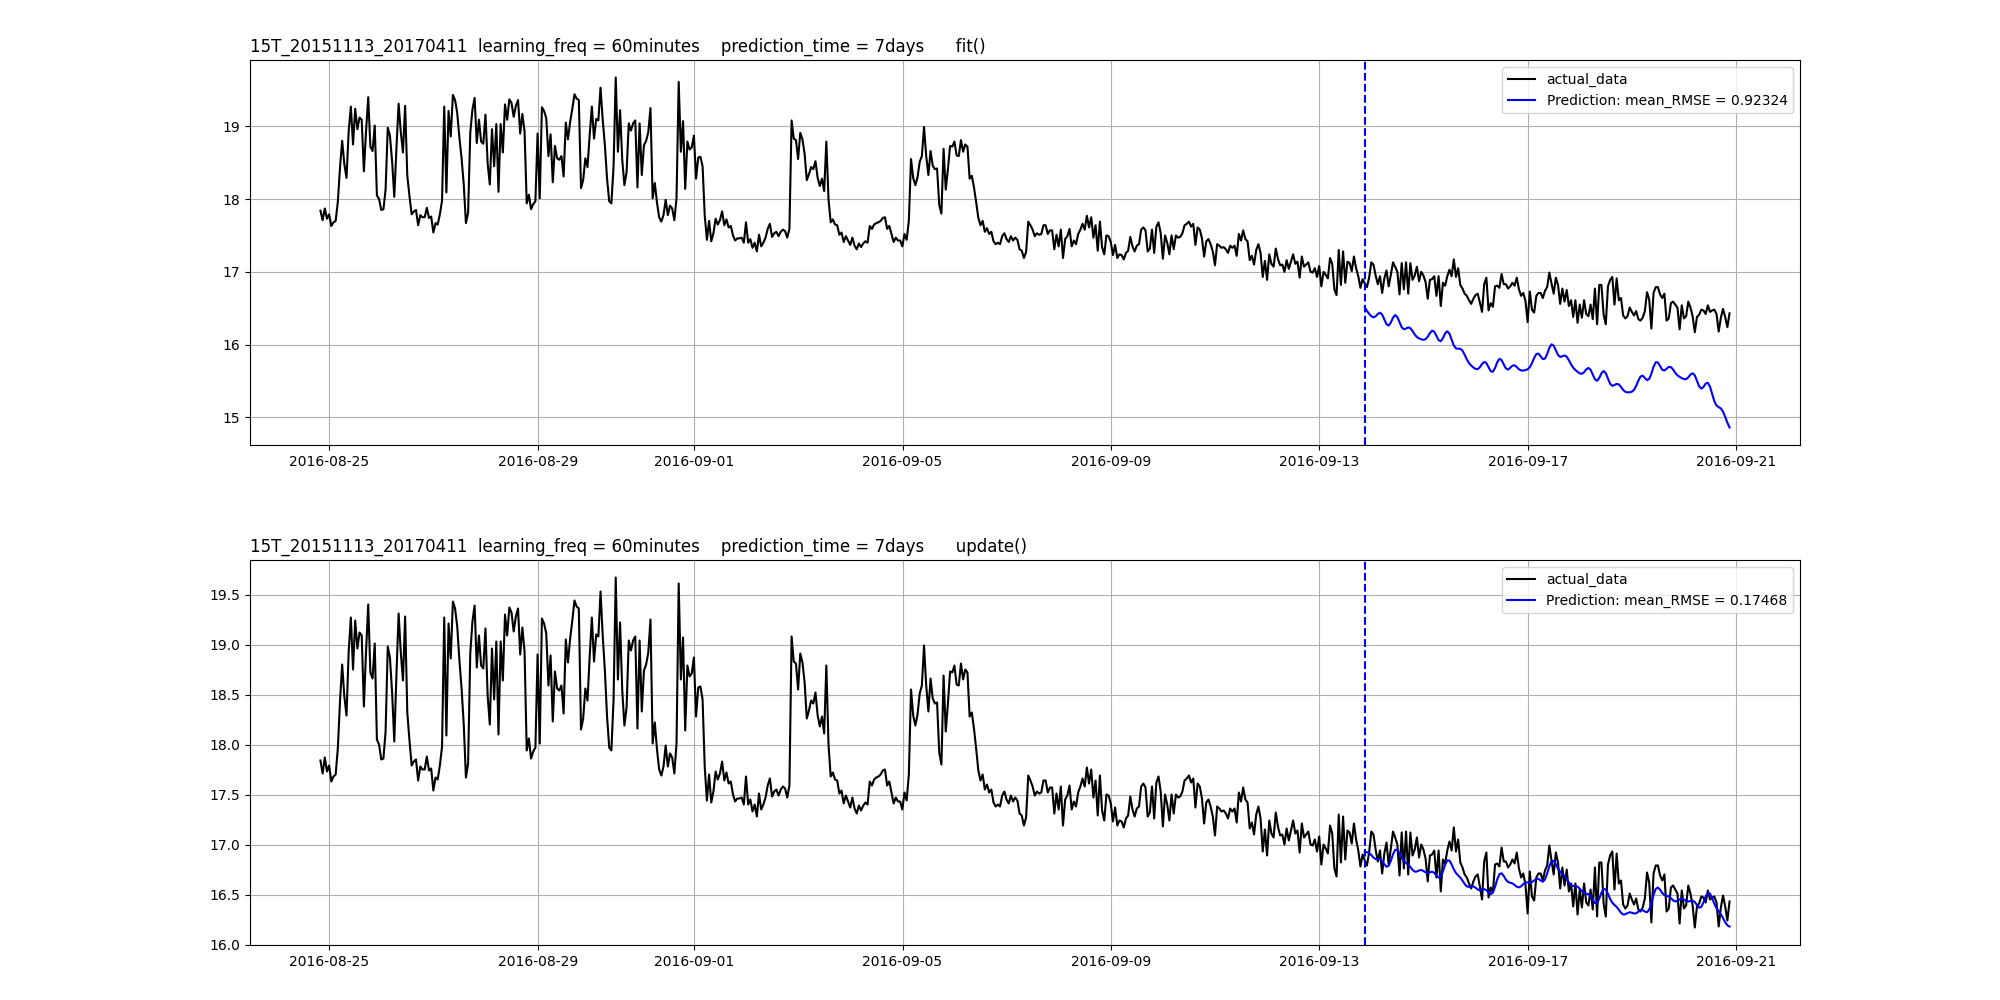 15T_20151113_20170411  learning_freq = 60minutes    prediction_time = 7days      fit()
actual_data
Prediction: mean_RMSE = 0.92324
19
18
17
16
15
2016-08-25 2016-08-29 2016-09-01 2016-09-05 2016-09-09 2016-09-13 2016-09-17 2016-09-21
15T_20151113_20170411  learning_freq = 60minutes    prediction_time = 7days      update()
actual_data
Prediction: mean_RMSE = 0.17468
19.5
19.0
18.5
18.0
17.5
17.0
16.5
16.0
2016-08-25 2016-08-29 2016-09-01 2016-09-05 2016-09-09 2016-09-13 2016-09-17 2016-09-21